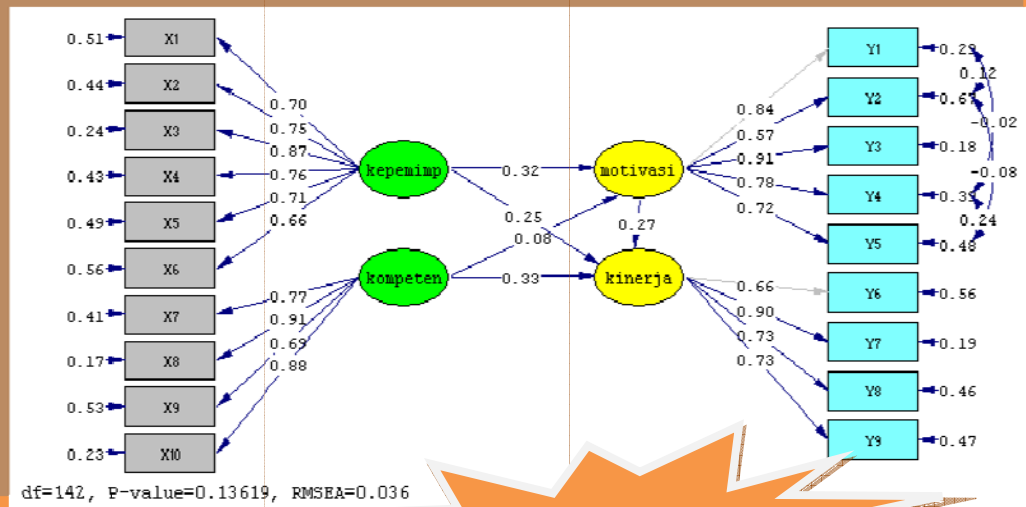 0.51 X1
0.44 X2
0.24 X3
0.43 X4
0.49 X5
0.56 X6
0.41 X7
0.17 X8
0.53 X9
0.23 X10
0.70
0.75
0.87
0.76
0.71
0.66
0.77
0.91
0.69
0.88
kepemimp
kompeten
0.32
0.25
0.08
0.33
0.27
motivasi
kinerja
0.84
0.57
0.91
0.78
0.72
0.66
0.90
0.73
0.73
Y1 0.29
Y2 0.67
Y3 0.18
Y4
Y5 0.48
Y6 0.56
Y7 0.19
Y8 0.46
Y9 0.47
0.12
-0.02
-0.08
0.24
df=142, P-value=0.13619, RMSEA=0.036